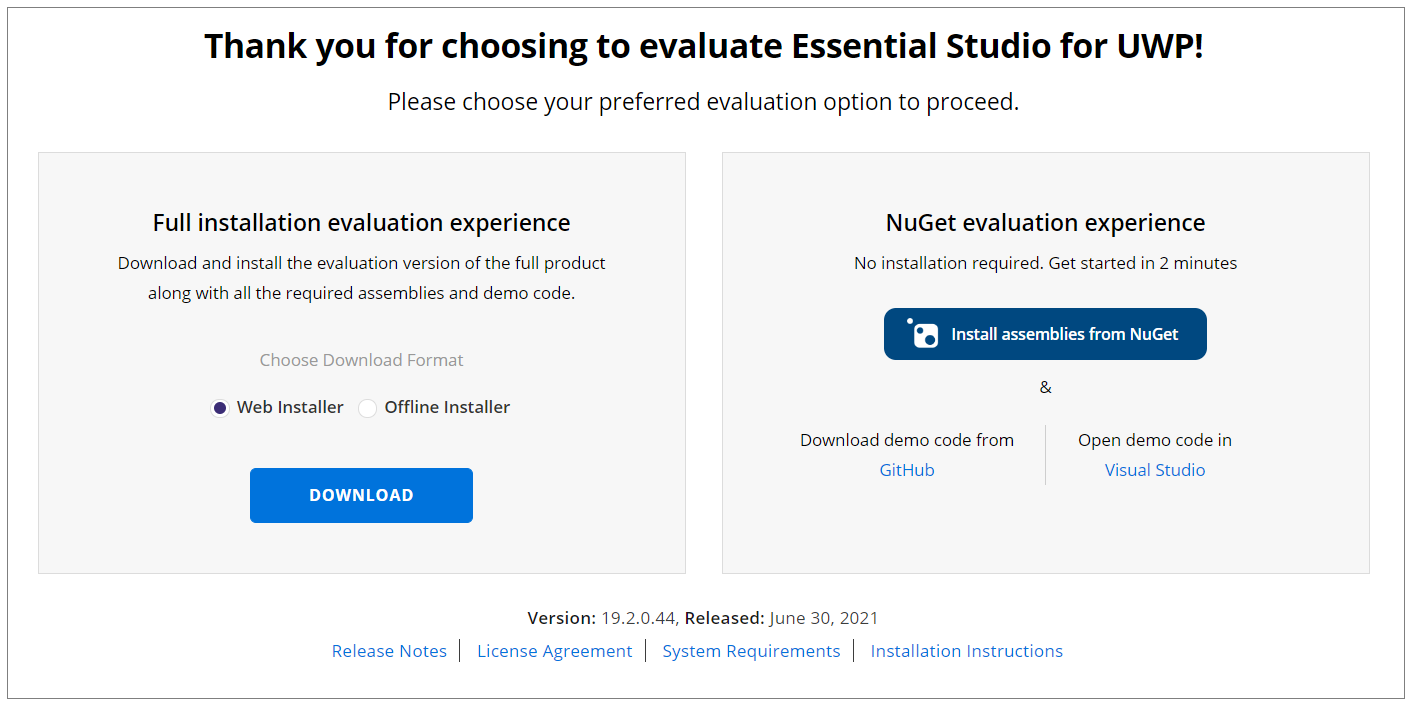 Thank you for choosing to evaluate Essential Studio for UWP!
Please choose your preferred evaluation option to proceed.
Full installation evaluation experience
Download and install the evaluation version of the full product
along with all the required assemblies and demo code.
Choose Download Format
Web Installer Offline Installer
DOWNLOAD
NuGet evaluation experience
No installation required. Get started in 2 minutes
Install assemblies from NuGet
&
Download demo code from
GitHub
Open demo code in
Visual Studio
Version: 19.2.0.44, Released: June 30, 2021
Release Notes | License Agreement | System Requirements | Installation Instructions